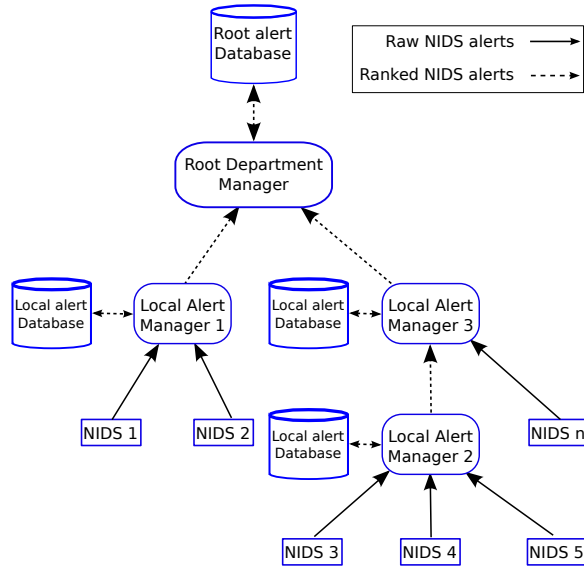 Root alert
Database
Raw NIDS alerts
Ranked NIDS alerts
Root Department
Manager
Local alert
Database
Local Alert
Manager 1
Local alert
Database
Local Alert
Manager 3
NIDS 1
NIDS 2
Local alert
Database
Local Alert
Manager 2
NIDS n
NIDS 3
NIDS 4
NIDS 5